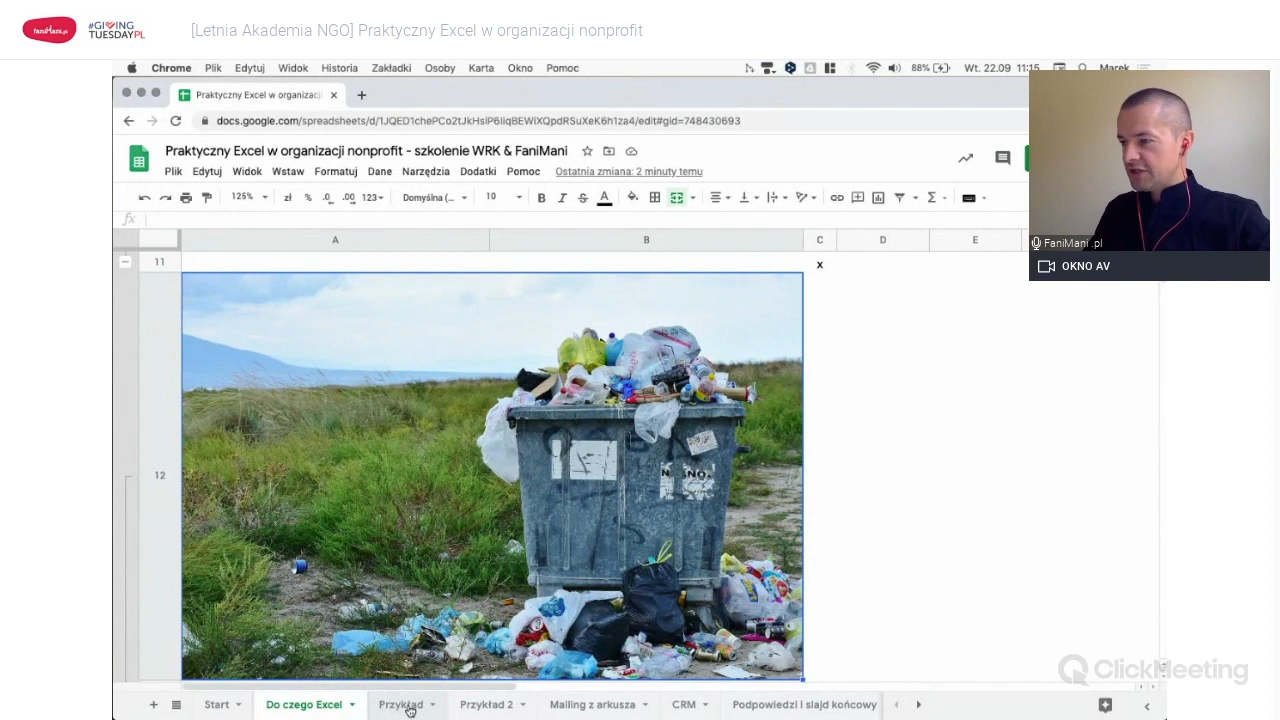 faniMani.pl
#GIVING
TUESDAYPL
[Letnia Akademia NGO] Praktyczny Excel w organizacji nonprofit
Chrome Plik Edytuj Widok Historia Zakładki Osoby Karta Okno Pomoc
88% Wt. 22.09 11:15 Marek
Praktyczny Excel w organizacj
docs.google.com/spreadsheets/d/1JQED1chePCo2tJkHsiP6IiqBEWiXQpdRSuXeK6h1za4/edit#gid=748430693
Praktyczny Excel w organizacji nonprofit - szkolenie WRK & FaniMani
Plik Edytuj Widok Wstaw Formatuj Dane Narzędzia Dodatki Pomoc Ostatnia zmiana: 2 minuty temu
125% zł % .0 .00 123 Domyślna (... 10 B I S A
fx
A B C D E
11 x
12
FaniMani .pl
OKNO AV
ClickMeeting
+ Start Do czego Excel Przykład Przykład 2 Mailing z arkusza CRM Podpowiedzi i slajd końcowy